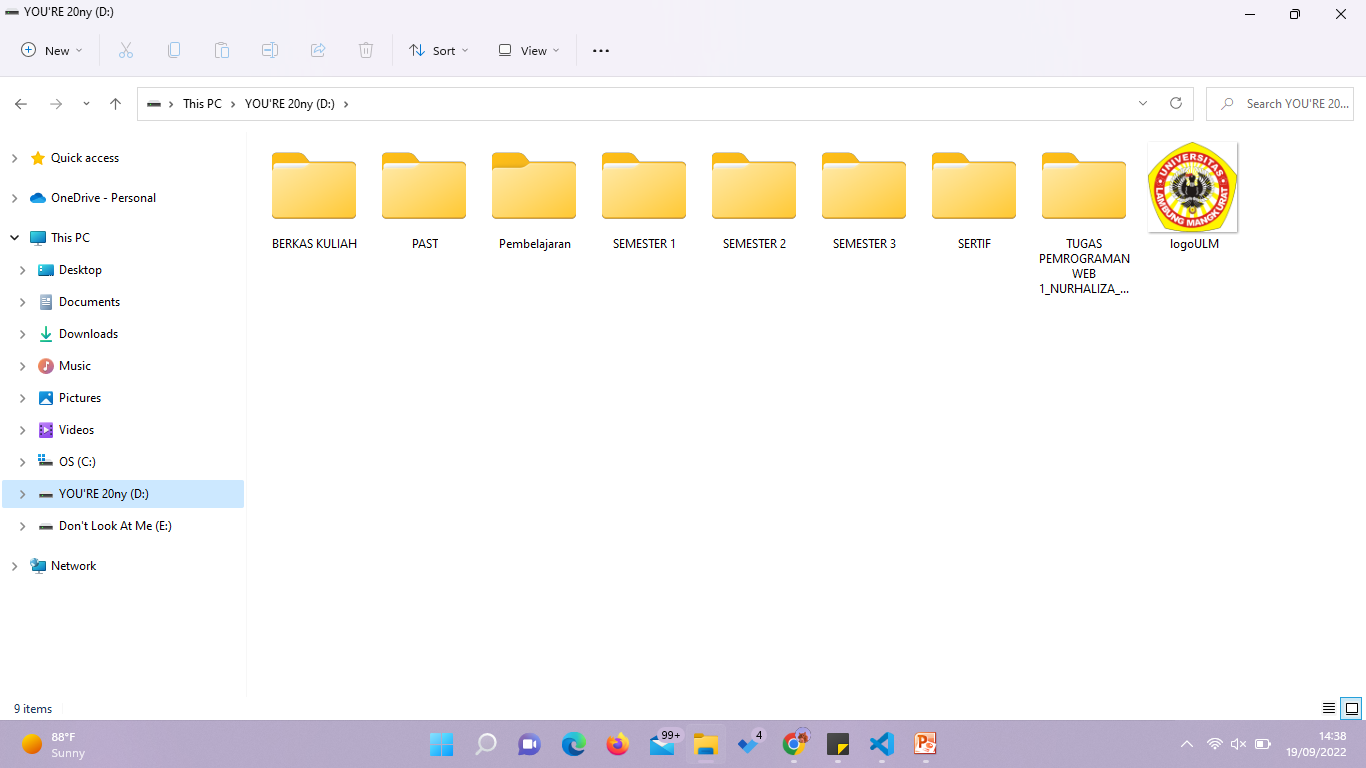 YOU'RE 20ny (D:)
New
Sort
View
This PC
YOU'RE 20ny (D:)
Search YOU'RE 20...
Quick access
OneDrive - Personal
This PC
Desktop
Documents
Downloads
Music
Pictures
Videos
OS (C:)
YOU'RE 20ny (D:)
Don't Look At Me (E:)
Network
BERKAS KULIAH
PAST
Pembelajaran
SEMESTER 1
SEMESTER 2
SEMESTER 3
SERTIF
TUGAS
PEMROGRAMAN
WEB
1_NURHALIZA_...
UNIVERSITAS
LAMBUNG MANGKURAT
logoULM
9 items
88°F
Sunny
99+
4
14:38
19/09/2022